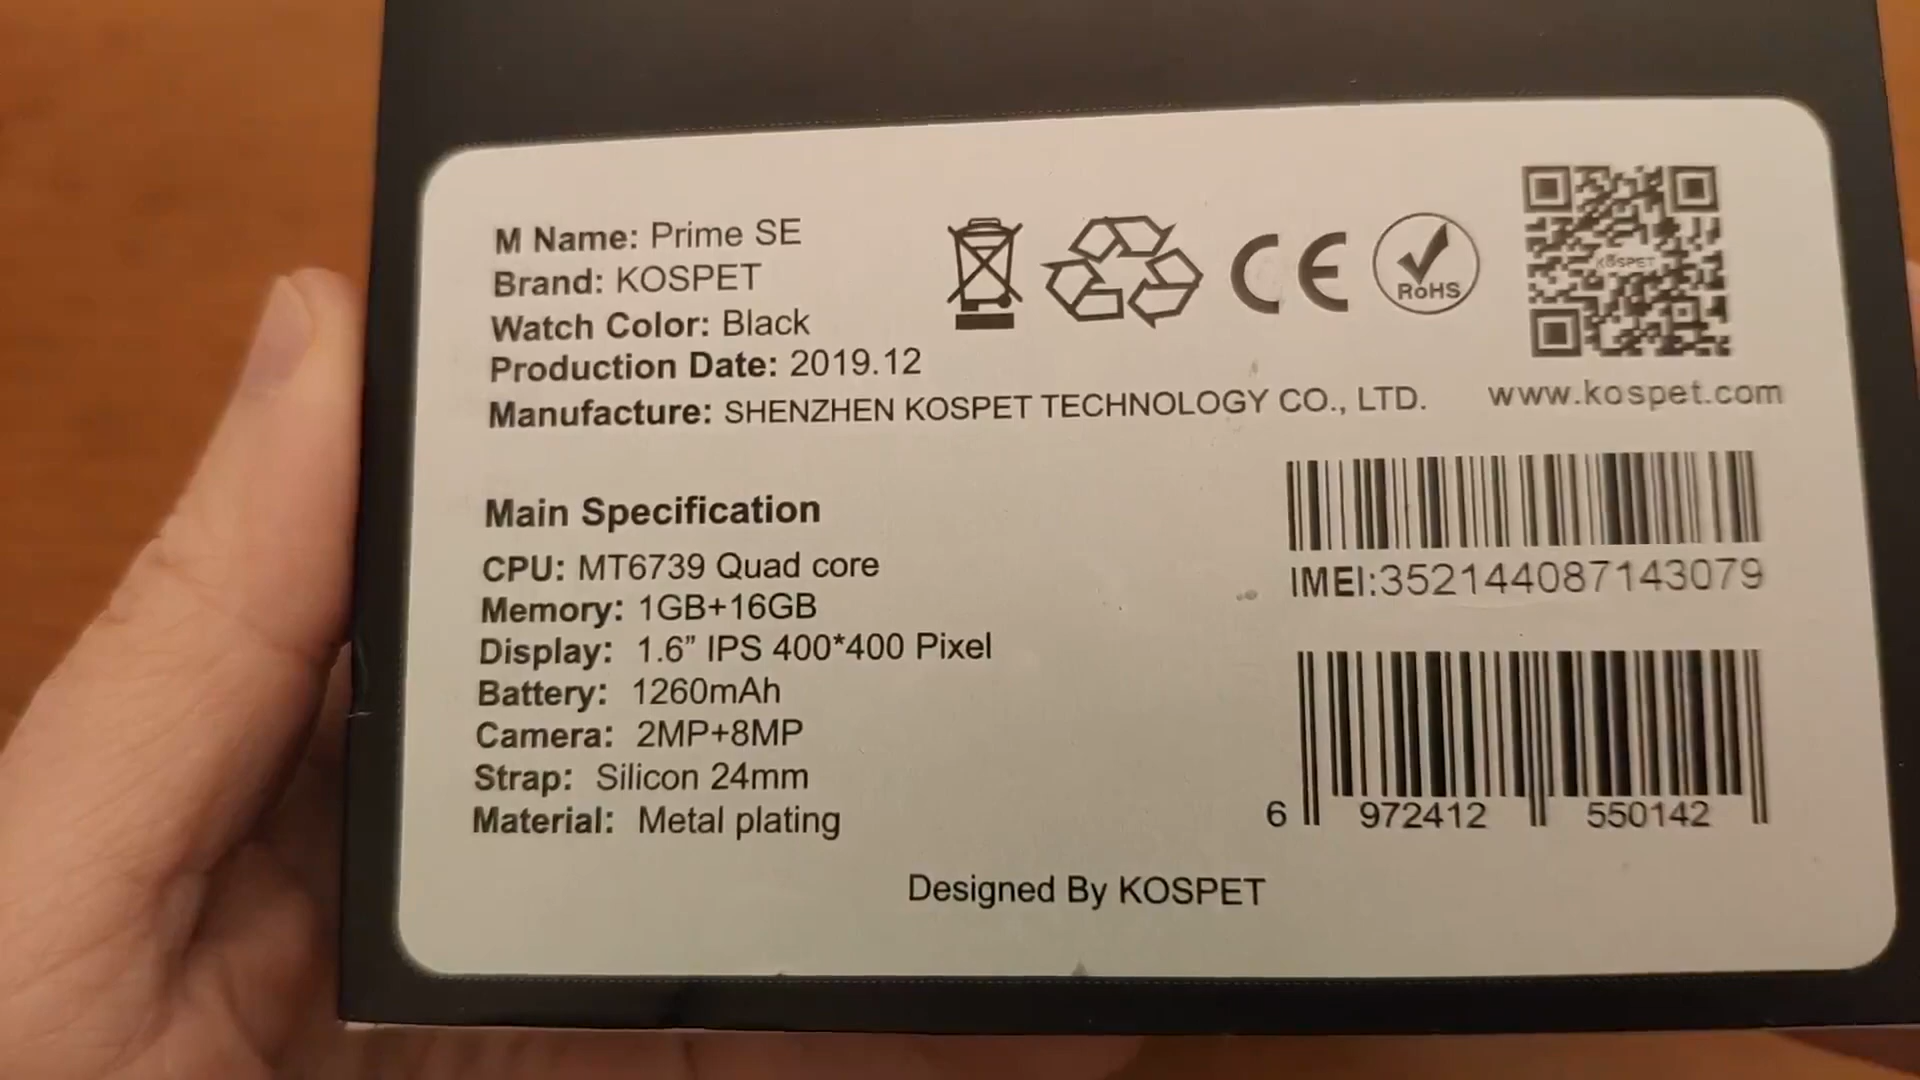 M Name: Prime SE
Brand: KOSPET
Watch Color: Black
Production Date: 2019.12
Manufacture: SHENZHEN KOSPET TECHNOLOGY CO., LTD.
CE
RoHS
KOSPET
www.kospet.com
Main Specification
CPU: MT6739 Quad core
Memory: 1GB+16GB
Display: 1.6” IPS 400*400 Pixel
Battery: 1260mAh
Camera: 2MP+8MP
Strap: Silicon 24mm
Material: Metal plating
IMEI:352144087143079
6 972412 550142
Designed By KOSPET